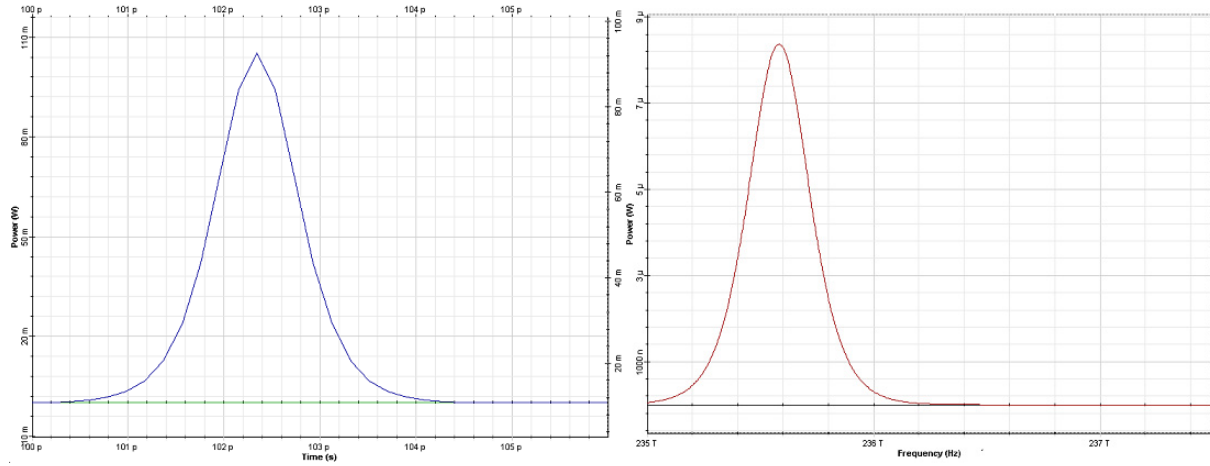 100 p 101 p 102 p 103 p 104 p 105 p
110 m
80 m
50 m
20 m
Power (W)
100 m
80 m
60 m
40 m
20 m
100 p 101 p 102 p 103 p 104 p 105 p
Time (s)
9 µ
7 µ
5 µ
3 µ
1000 n
Power (W)
235 T 236 T 237 T
Frequency (Hz)